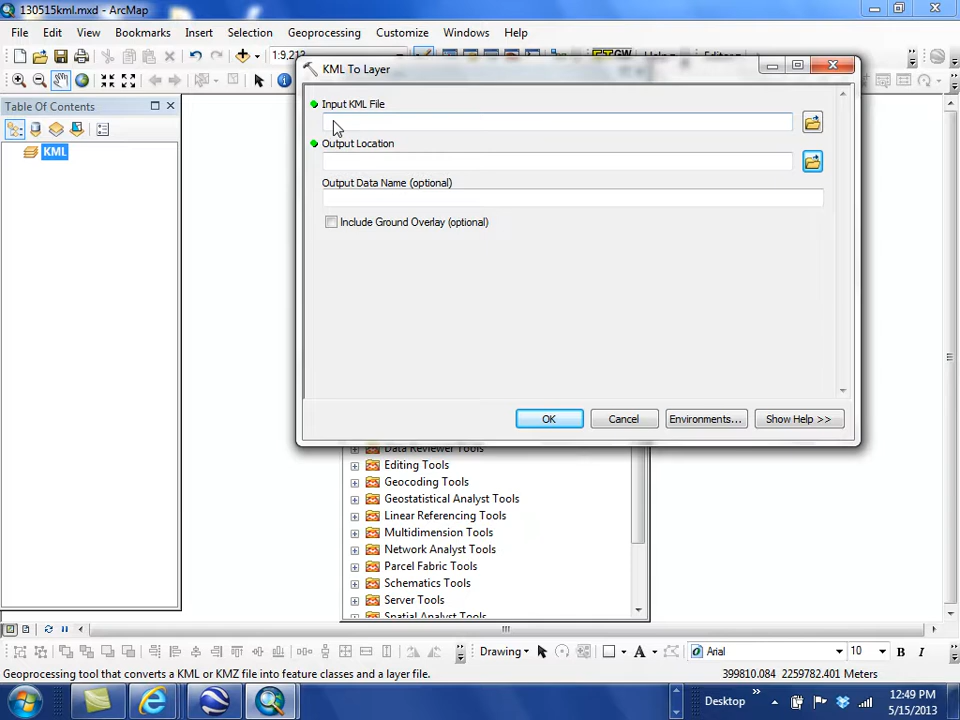 130515kml.mxd - ArcMap
File Edit View Bookmarks Insert Selection Geoprocessing Customize Windows Help
1:9,213
KML To Layer
Table Of Contents
KML
Input KML File
Output Location
Output Data Name (optional)
Include Ground Overlay (optional)
OK Cancel Environments... Show Help >>
Data Reviewer Tools
Editing Tools
Geocoding Tools
Geostatistical Analyst Tools
Linear Referencing Tools
Multidimension Tools
Network Analyst Tools
Parcel Fabric Tools
Schematics Tools
Server Tools
Spatial Analyst Tools
Drawing A Arial 10 B I
Geoprocessing tool that converts a KML or KMZ file into feature classes and a layer file. 399810.084 2259782.401 Meters
Desktop
12:49 PM
5/15/2013